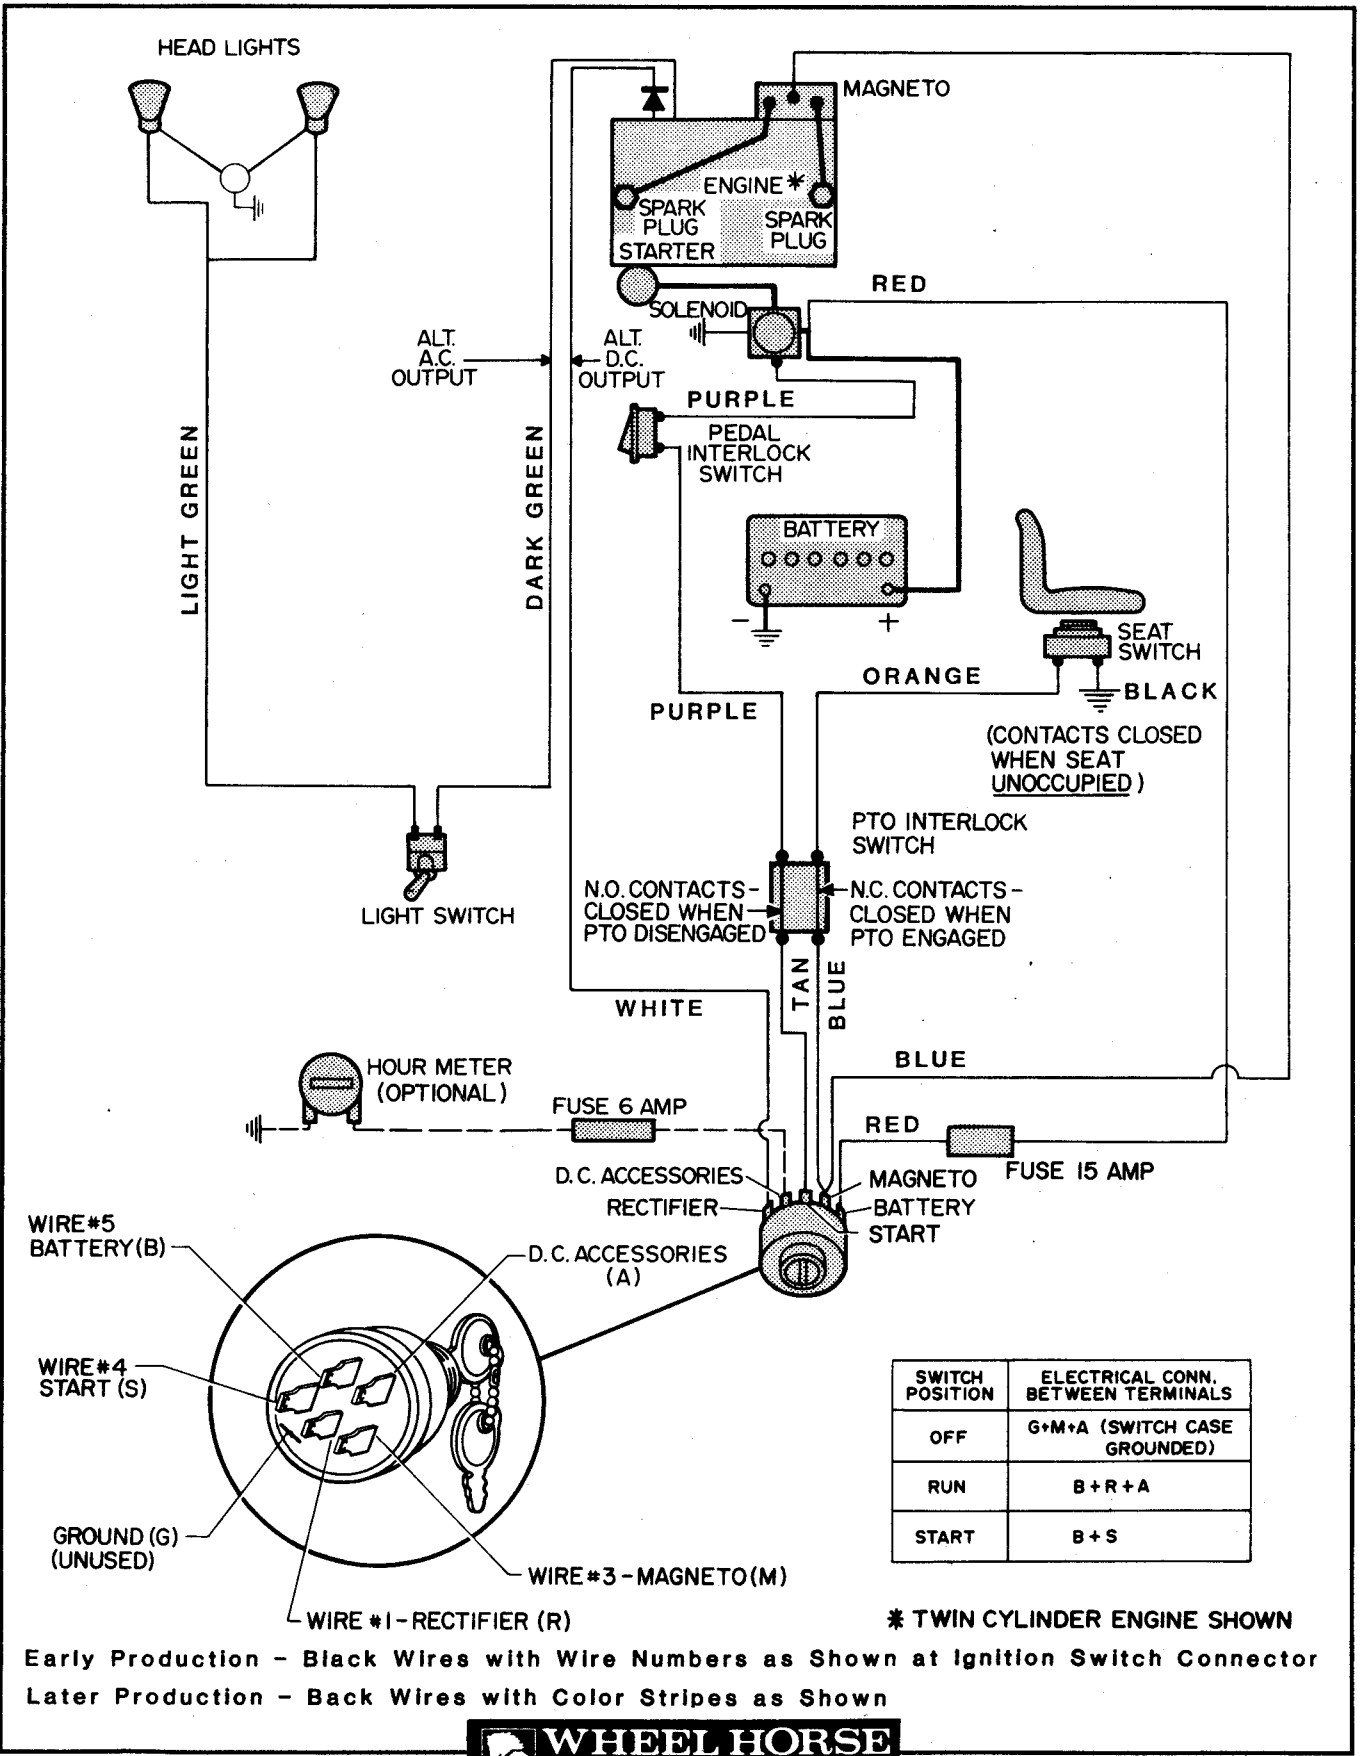 HEAD LIGHTS
MAGNETO
ENGINE *
SPARK
PLUG
SPARK
PLUG
STARTER
RED
SOLENOID
ALT.
A.C.
OUTPUT
ALT.
D.C.
OUTPUT
PURPLE
PEDAL
INTERLOCK
SWITCH
LIGHT GREEN
DARK GREEN
BATTERY
- +
SEAT
SWITCH
ORANGE
BLACK
PURPLE
(CONTACTS CLOSED
WHEN SEAT
UNOCCUPIED)
PTO INTERLOCK
SWITCH
N.O. CONTACTS -
CLOSED WHEN
PTO DISENGAGED
N.C. CONTACTS -
CLOSED WHEN
PTO ENGAGED
LIGHT SWITCH
TAN
BLUE
WHITE
BLUE
HOUR METER
(OPTIONAL)
FUSE 6 AMP
RED
FUSE 15 AMP
D.C. ACCESSORIES
RECTIFIER
MAGNETO
BATTERY
START
WIRE #5
BATTERY (B)
D.C. ACCESSORIES
(A)
WIRE #4
START (S)
GROUND (G)
(UNUSED)
WIRE #3 - MAGNETO (M)
WIRE #1 - RECTIFIER (R)
SWITCH
POSITION
ELECTRICAL CONN.
BETWEEN TERMINALS
OFF
G+M+A (SWITCH CASE
GROUNDED)
RUN
B + R + A
START
B + S
* TWIN CYLINDER ENGINE SHOWN
Early Production - Black Wires with Wire Numbers as Shown at Ignition Switch Connector
Later Production - Back Wires with Color Stripes as Shown
WHEEL HORSE